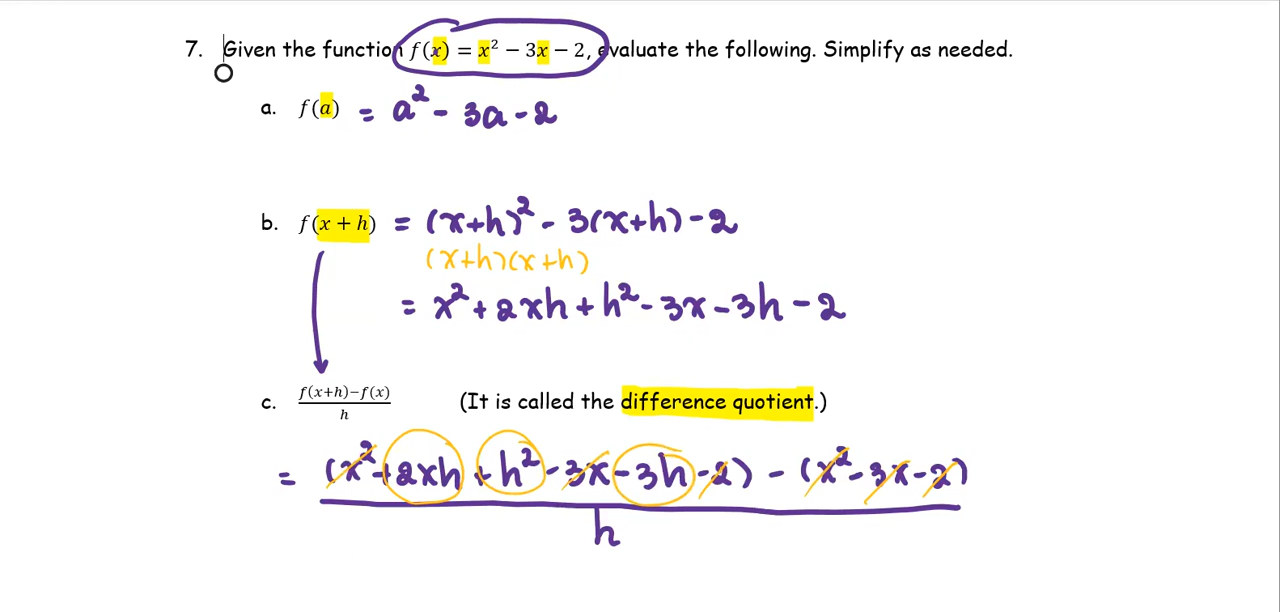 7. Given the function f(x) = x² − 3x − 2, evaluate the following. Simplify as needed.
a. f(a) = a² - 3a - 2
b. f(x + h) = (x+h)² - 3(x+h) - 2
(x+h)(x+h)
= x² + 2xh + h² - 3x - 3h - 2
c. f(x+h)−f(x) / h (It is called the difference quotient.)
= (x² + 2xh + h² - 3x - 3h - 2) - (x² - 3x - 2)
h